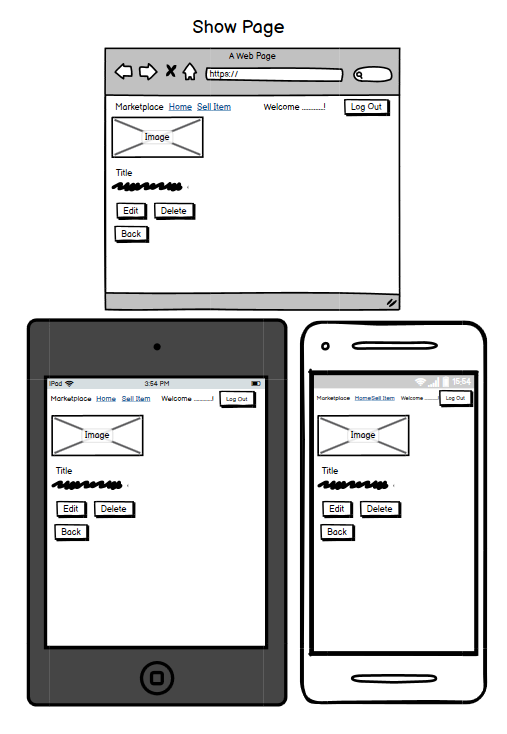 Show Page
A Web Page
https://
Marketplace Home Sell Item Welcome ...........! Log Out
Image
Title
Edit Delete
Back
iPad 3:54 PM
Marketplace Home Sell Item Welcome ...........! Log Out
Image
Title
Edit Delete
Back
15:54
Marketplace HomeSell Item Welcome ...........! Log Out
Image
Title
Edit Delete
Back